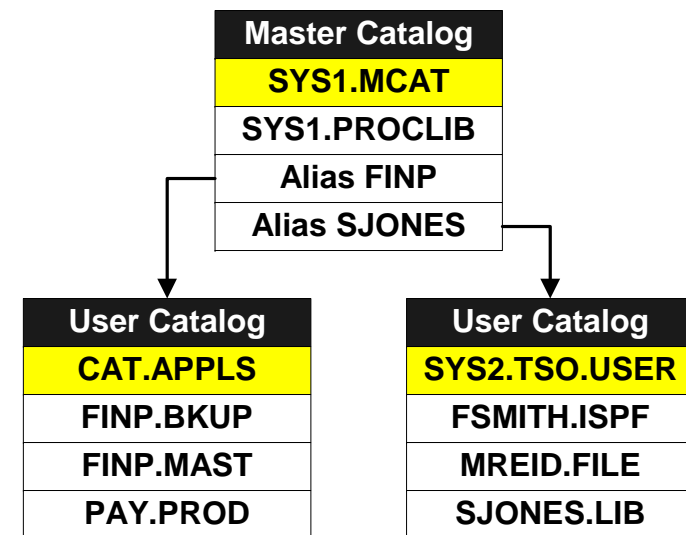 Master Catalog
SYS1.MCAT
SYS1.PROCLIB
Alias FINP
Alias SJONES
User Catalog
CAT.APPLS
FINP.BKUP
FINP.MAST
PAY.PROD
User Catalog
SYS2.TSO.USER
FSMITH.ISPF
MREID.FILE
SJONES.LIB